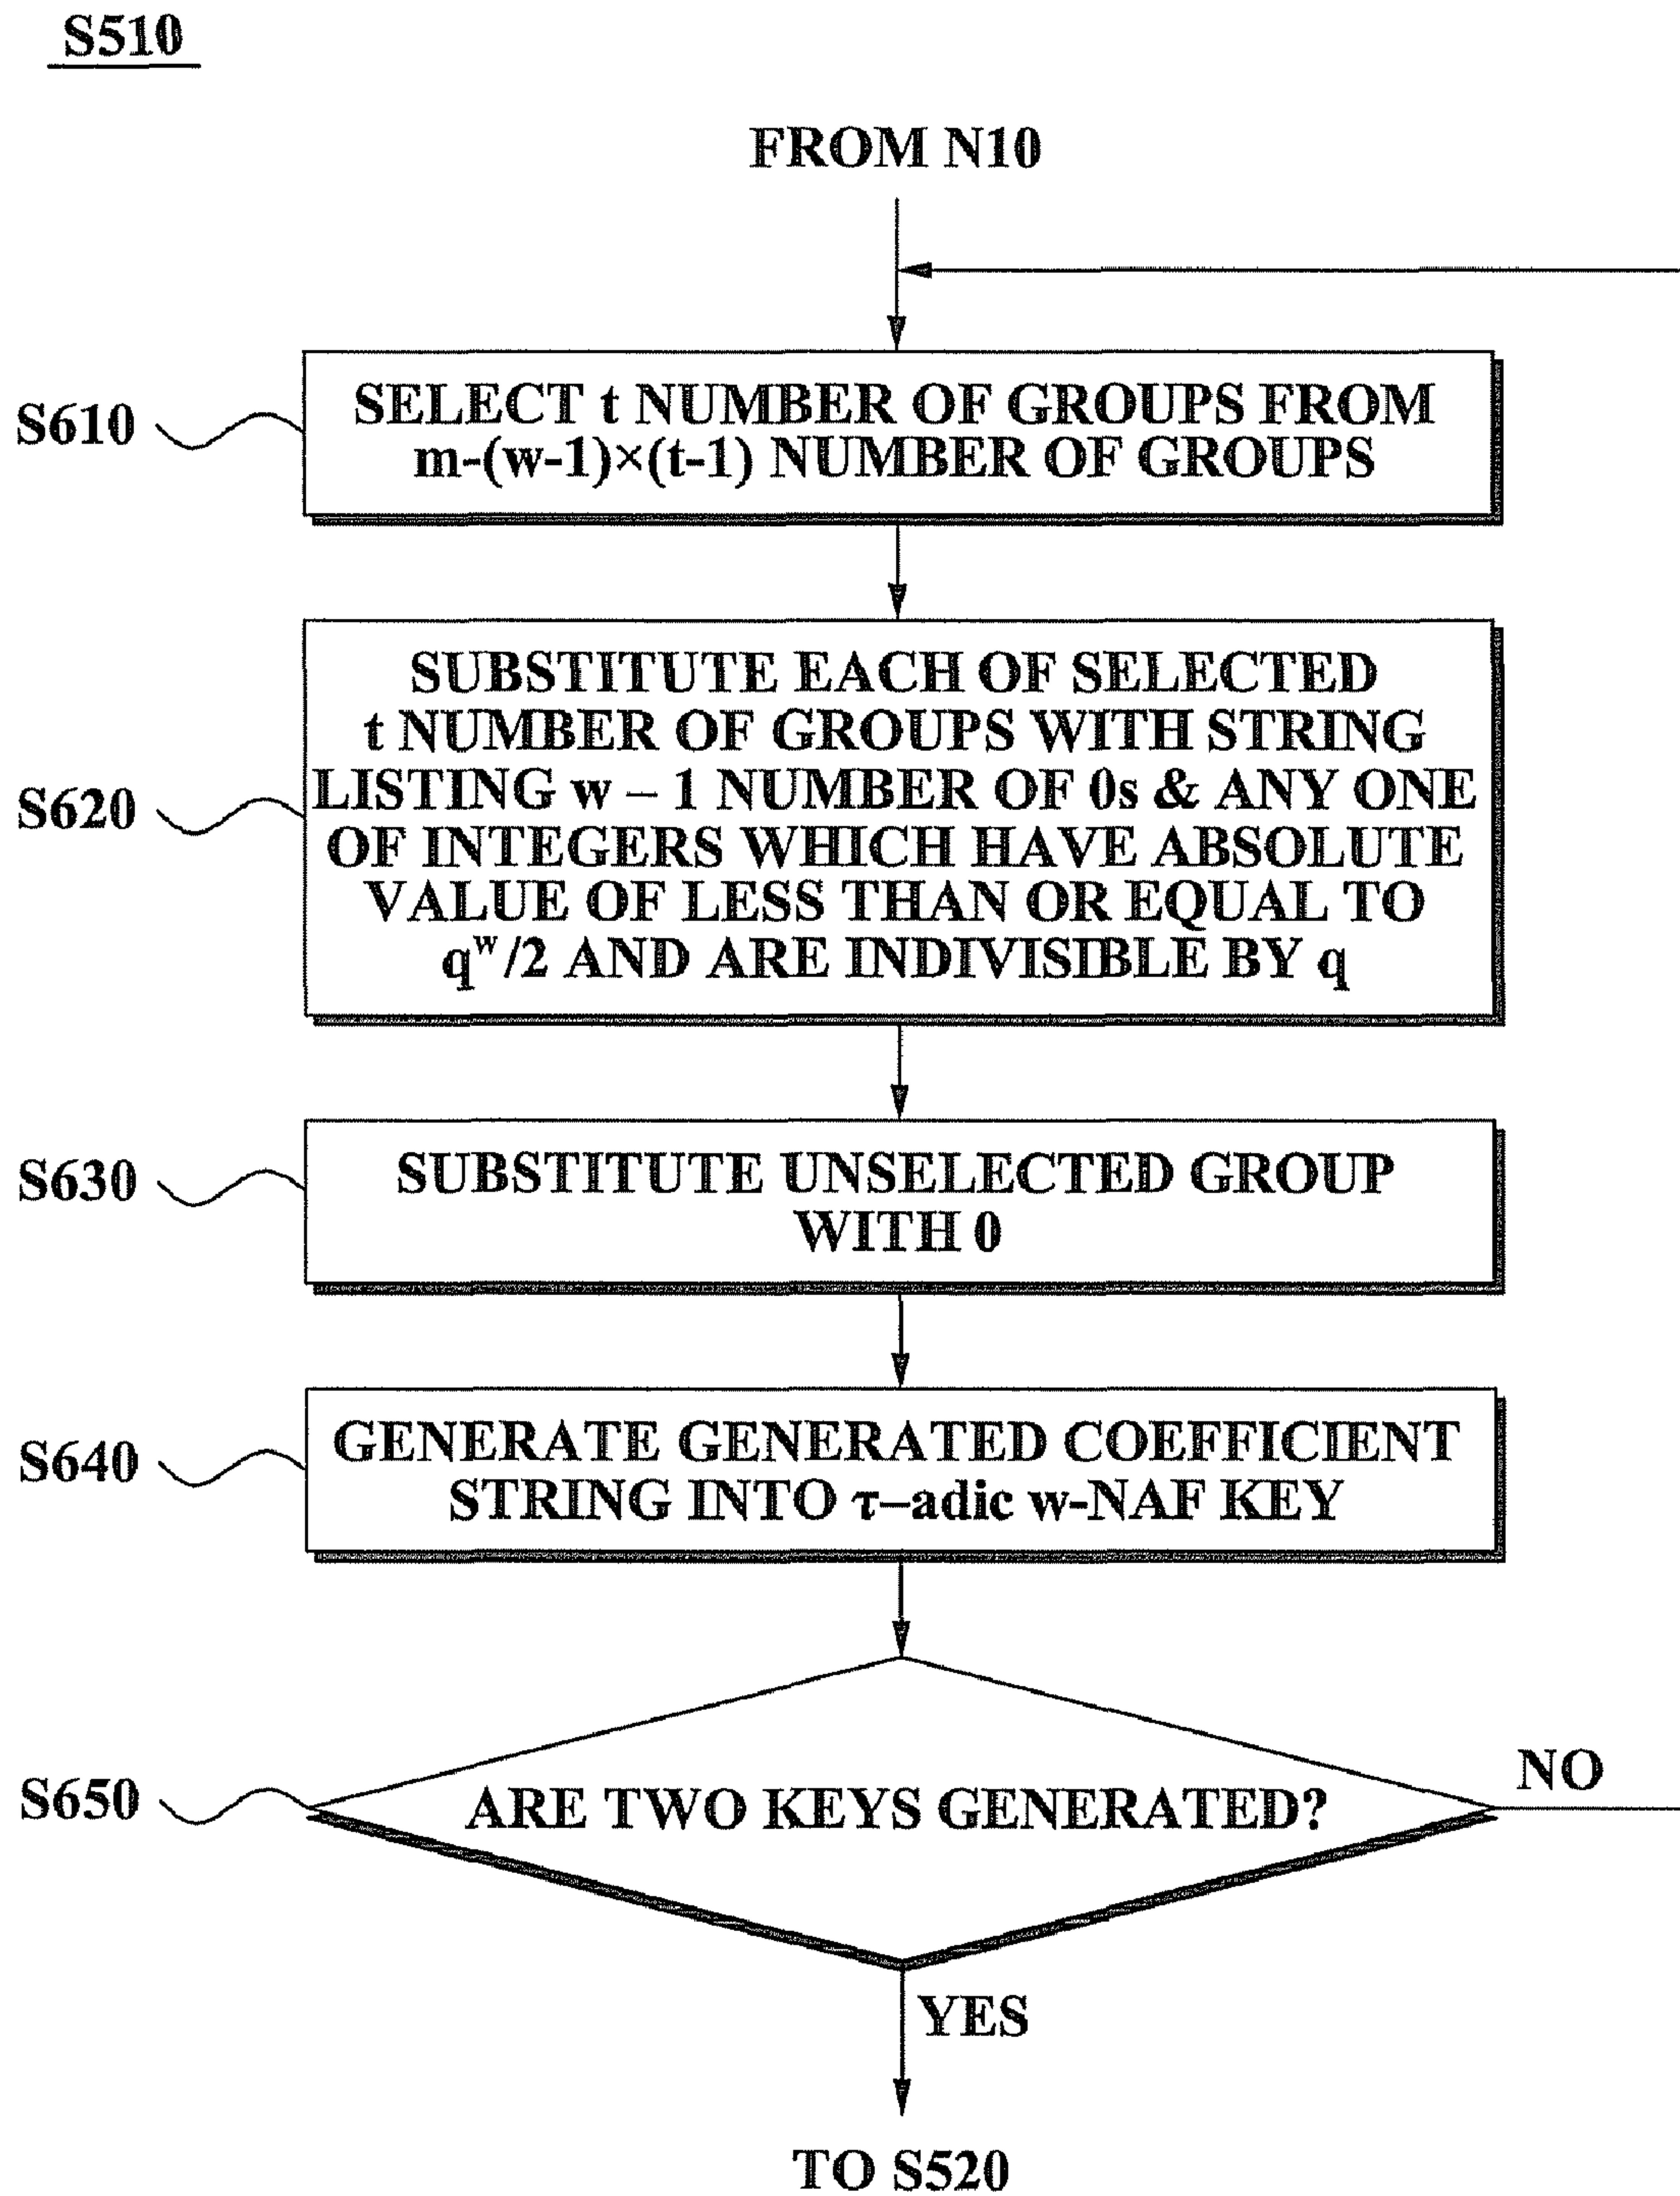 S510
FROM N10
S610
SELECT t NUMBER OF GROUPS FROM
m-(w-1)×(t-1) NUMBER OF GROUPS
S620
SUBSTITUTE EACH OF SELECTED
t NUMBER OF GROUPS WITH STRING
LISTING w – 1 NUMBER OF 0s & ANY ONE
OF INTEGERS WHICH HAVE ABSOLUTE
VALUE OF LESS THAN OR EQUAL TO
q^w/2 AND ARE INDIVISIBLE BY q
S630
SUBSTITUTE UNSELECTED GROUP
WITH 0
S640
GENERATE GENERATED COEFFICIENT
STRING INTO τ–adic w-NAF KEY
S650
ARE TWO KEYS GENERATED?
NO
YES
TO S520